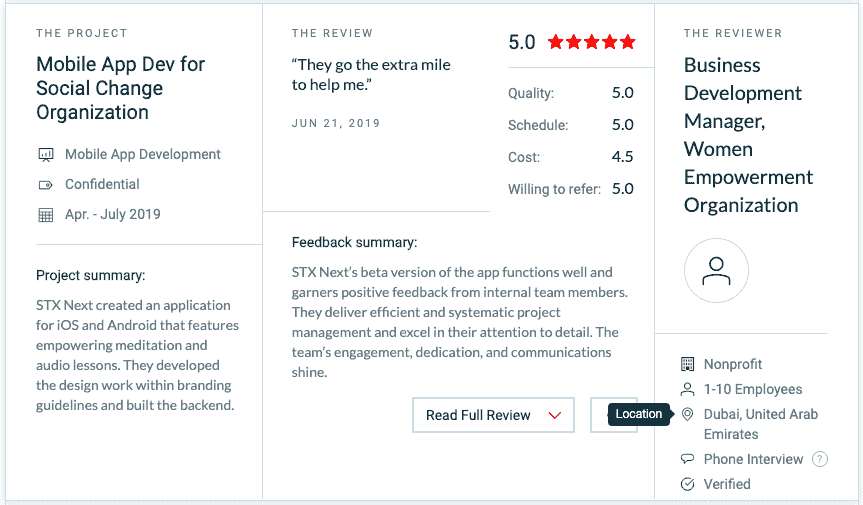 THE PROJECT
Mobile App Dev for
Social Change
Organization
Mobile App Development
Confidential
Apr. - July 2019
Project summary:
STX Next created an application
for iOS and Android that features
empowering meditation and
audio lessons. They developed
the design work within branding
guidelines and built the backend.
THE REVIEW
“They go the extra mile
to help me.”
JUN 21, 2019
5.0
Quality: 5.0
Schedule: 5.0
Cost: 4.5
Willing to refer: 5.0
Feedback summary:
STX Next’s beta version of the app functions well and
garners positive feedback from internal team members.
They deliver efficient and systematic project
management and excel in their attention to detail. The
team’s engagement, dedication, and communications
shine.
Read Full Review
Location
THE REVIEWER
Business
Development
Manager,
Women
Empowerment
Organization
Nonprofit
1-10 Employees
Dubai, United Arab
Emirates
Phone Interview ?
Verified